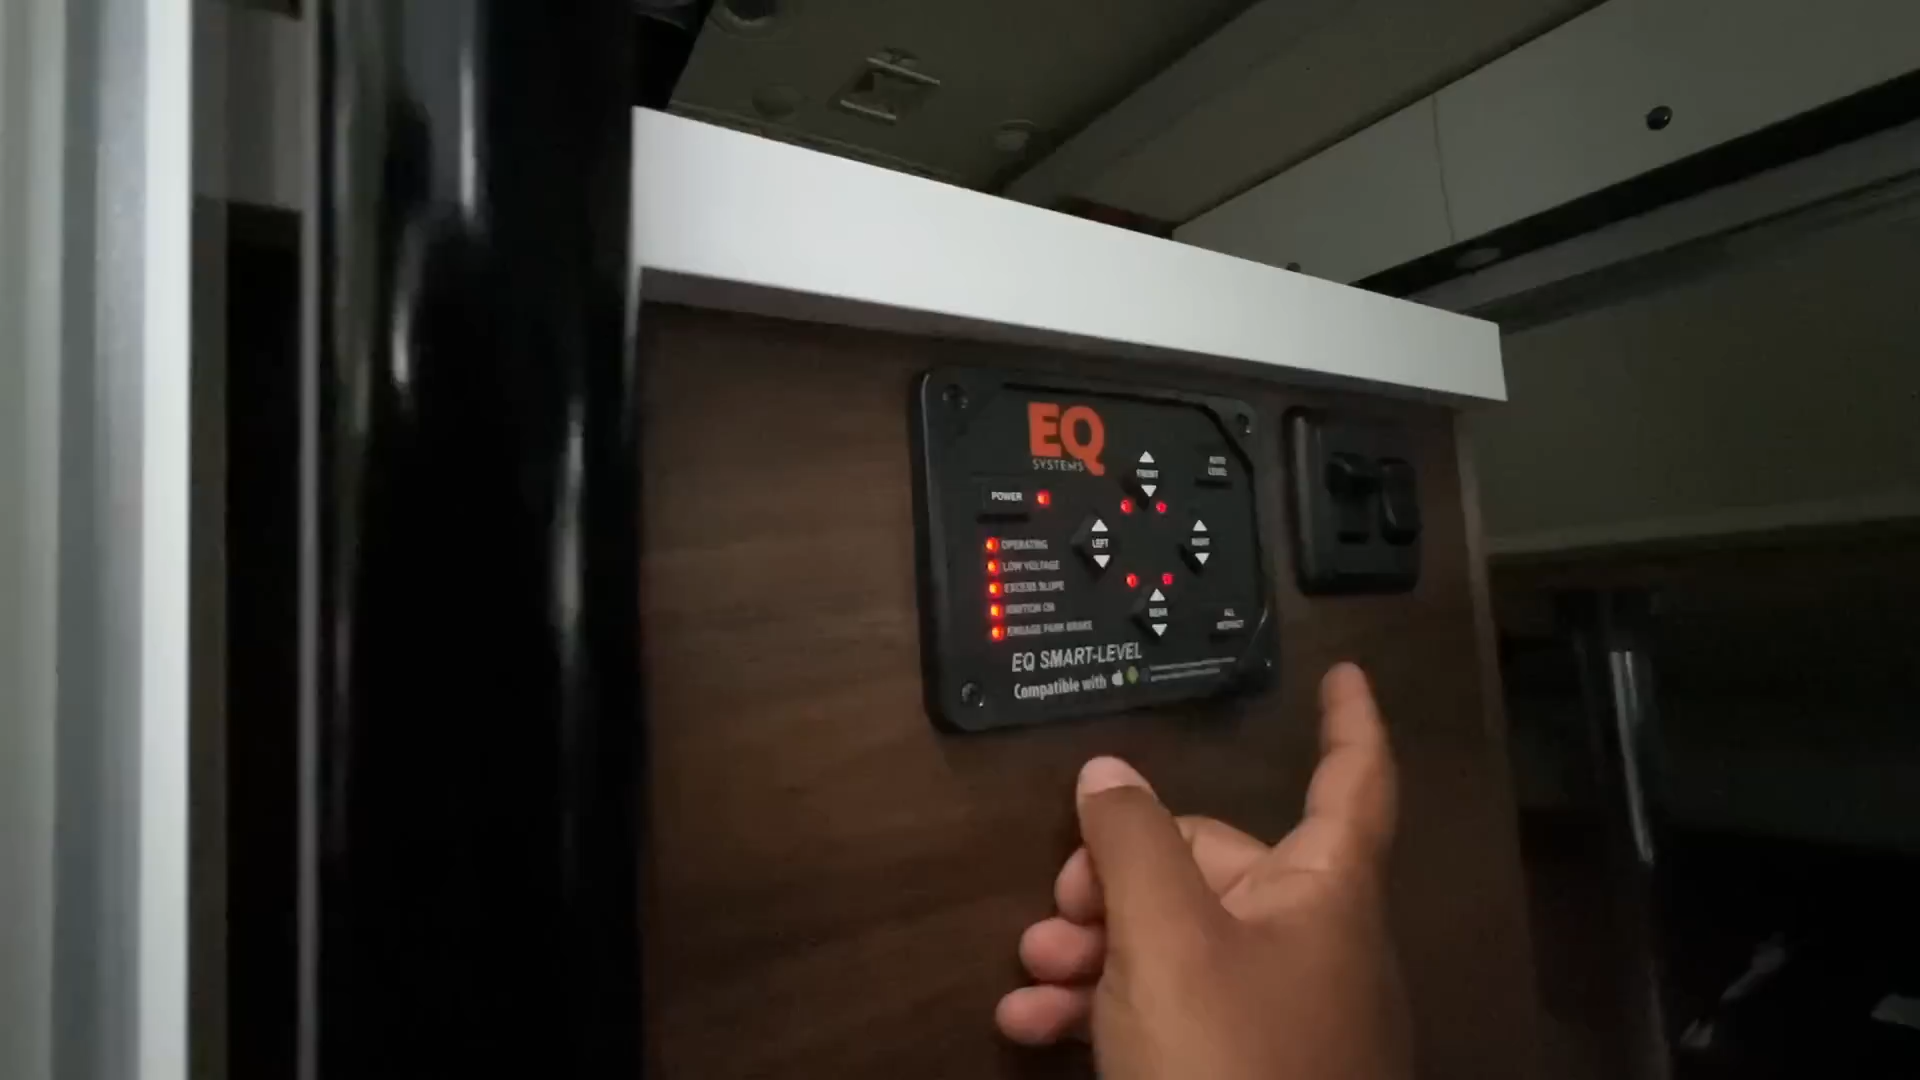 EQ
SYSTEMS
POWER
FRONT
AUTO
LEVEL
LEFT
RIGHT
OPERATING
LOW VOLTAGE
EXCESS SLOPE
IGNITION ON
ENGAGE PARK BRAKE
REAR
ALL
RETRACT
EQ SMART-LEVEL
Compatible with